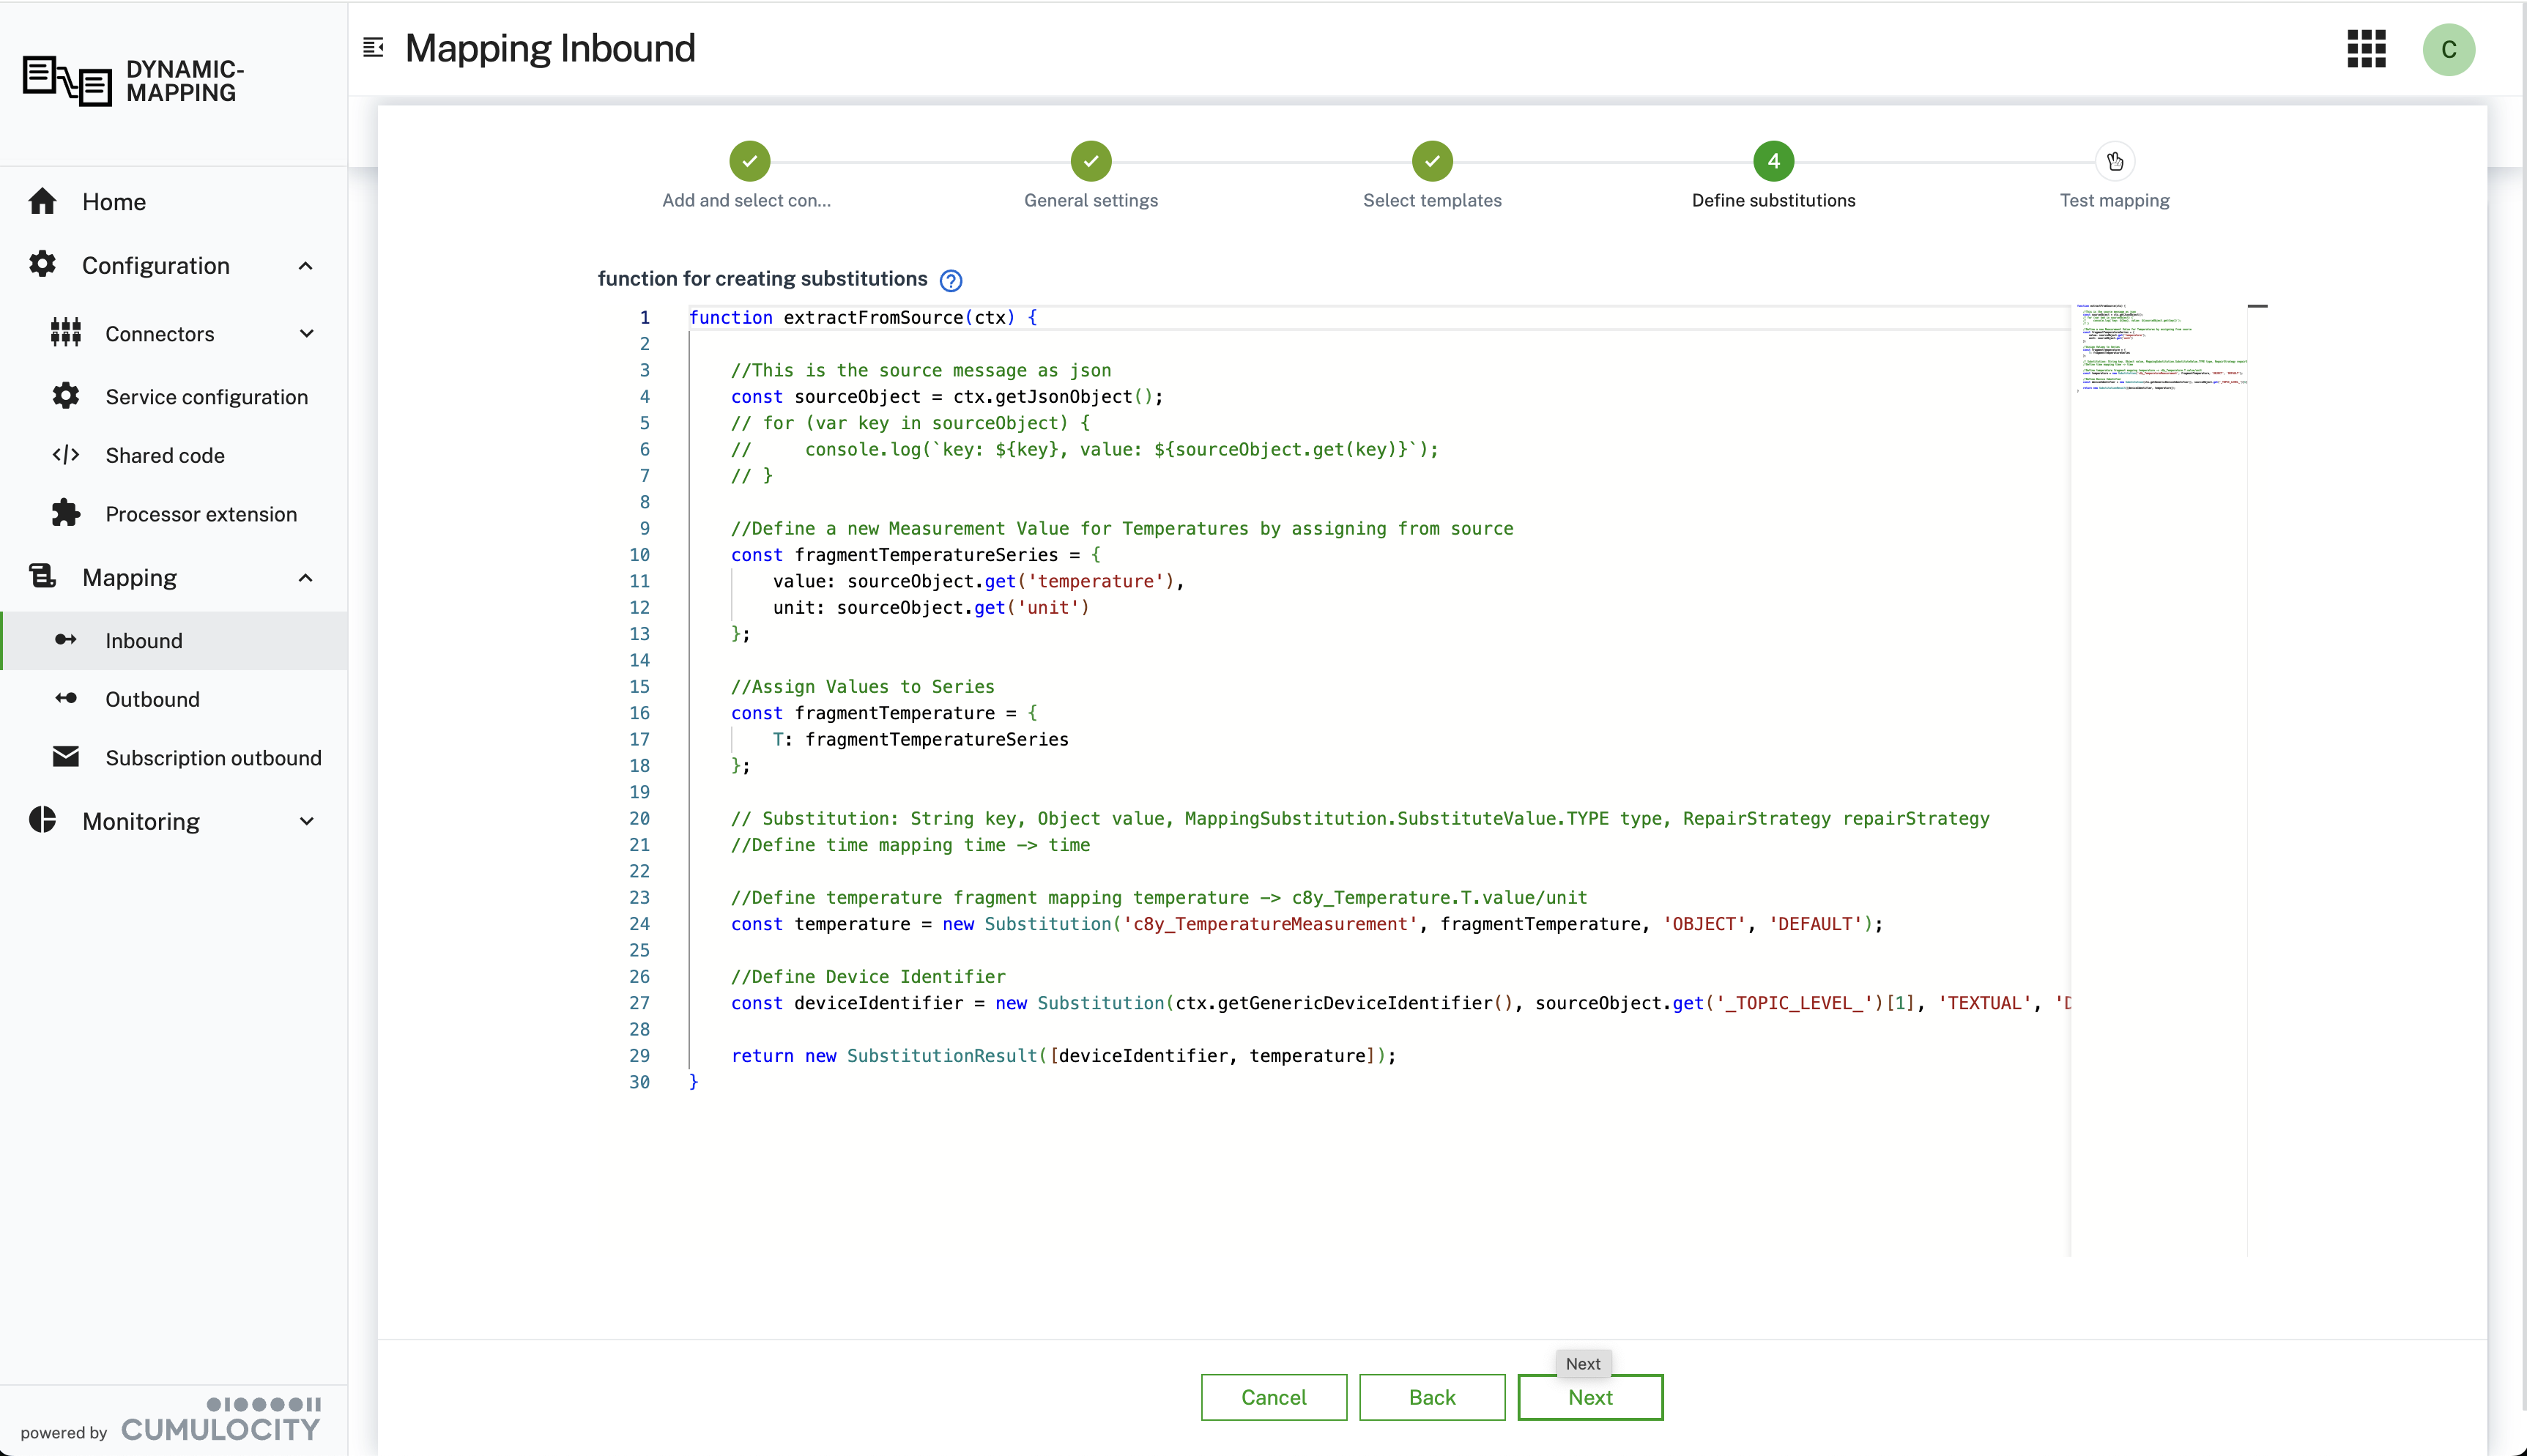 DYNAMIC-
MAPPING
Mapping Inbound
C
Home
Configuration
Connectors
Service configuration
Shared code
Processor extension
Mapping
Inbound
Outbound
Subscription outbound
Monitoring
powered by CUMULOCITY
4
Add and select con...
General settings
Select templates
Define substitutions
Test mapping
function for creating substitutions
1 function extractFromSource(ctx) {
2
3 //This is the source message as json
4 const sourceObject = ctx.getJsonObject();
5 // for (var key in sourceObject) {
6 //     console.log(`key: ${key}, value: ${sourceObject.get(key)}`);
7 // }
8
9 //Define a new Measurement Value for Temperatures by assigning from source
10 const fragmentTemperatureSeries = {
11 value: sourceObject.get('temperature'),
12 unit: sourceObject.get('unit')
13 };
14
15 //Assign Values to Series
16 const fragmentTemperature = {
17 T: fragmentTemperatureSeries
18 };
19
20 // Substitution: String key, Object value, MappingSubstitution.SubstituteValue.TYPE type, RepairStrategy repairStrategy
21 //Define time mapping time -> time
22
23 //Define temperature fragment mapping temperature -> c8y_Temperature.T.value/unit
24 const temperature = new Substitution('c8y_TemperatureMeasurement', fragmentTemperature, 'OBJECT', 'DEFAULT');
25
26 //Define Device Identifier
27 const deviceIdentifier = new Substitution(ctx.getGenericDeviceIdentifier(), sourceObject.get('_TOPIC_LEVEL_')[1], 'TEXTUAL', 'D
28
29 return new SubstitutionResult([deviceIdentifier, temperature]);
30 }
Next
Cancel
Back
Next